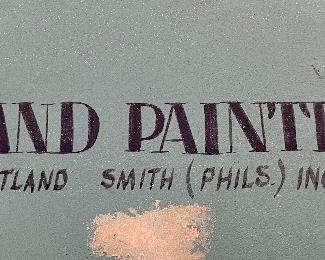 AND PAINT
TLAND SMITH (PHILS.) INC